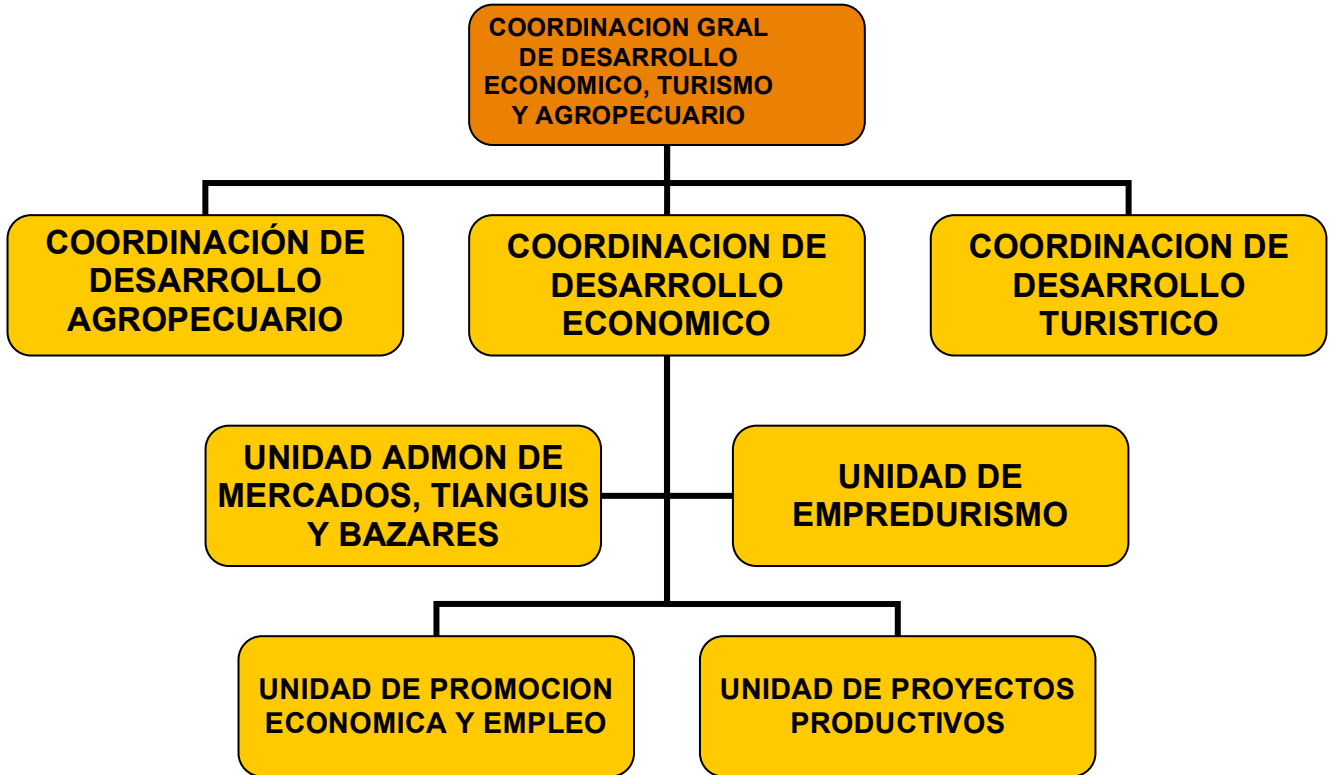 COORDINACION GRAL
DE DESARROLLO
ECONOMICO, TURISMO
Y AGROPECUARIO
COORDINACIÓN DE
DESARROLLO
AGROPECUARIO
COORDINACION DE
DESARROLLO
ECONOMICO
COORDINACION DE
DESARROLLO
TURISTICO
UNIDAD ADMON DE
MERCADOS, TIANGUIS
Y BAZARES
UNIDAD DE
EMPREDURISMO
UNIDAD DE PROMOCION
ECONOMICA Y EMPLEO
UNIDAD DE PROYECTOS
PRODUCTIVOS